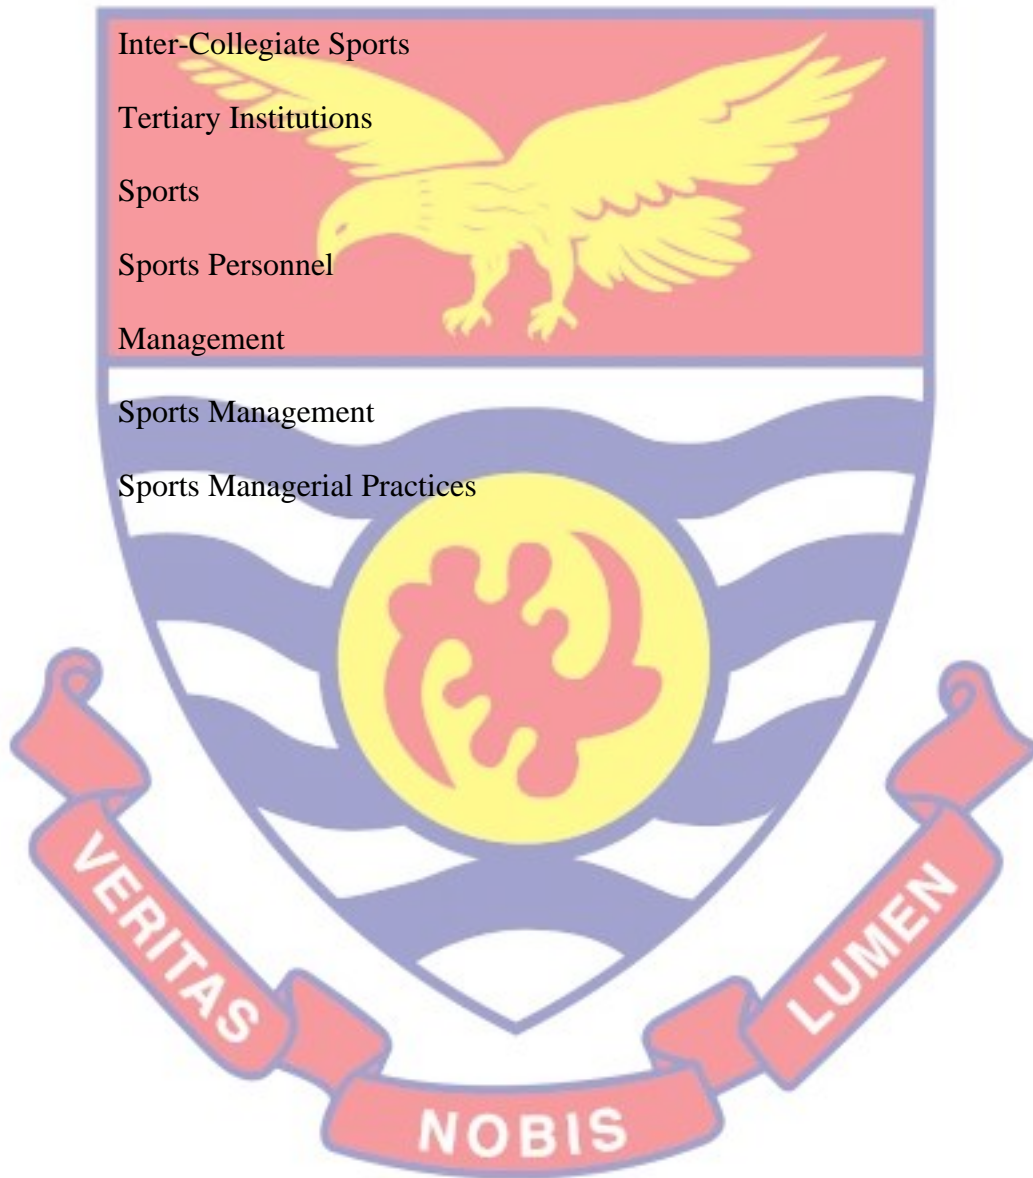 Inter-Collegiate Sports
Tertiary Institutions
Sports
Sports Personnel
Management
Sports Management
Sports Managerial Practices
VERITAS
NOBIS
LUMEN